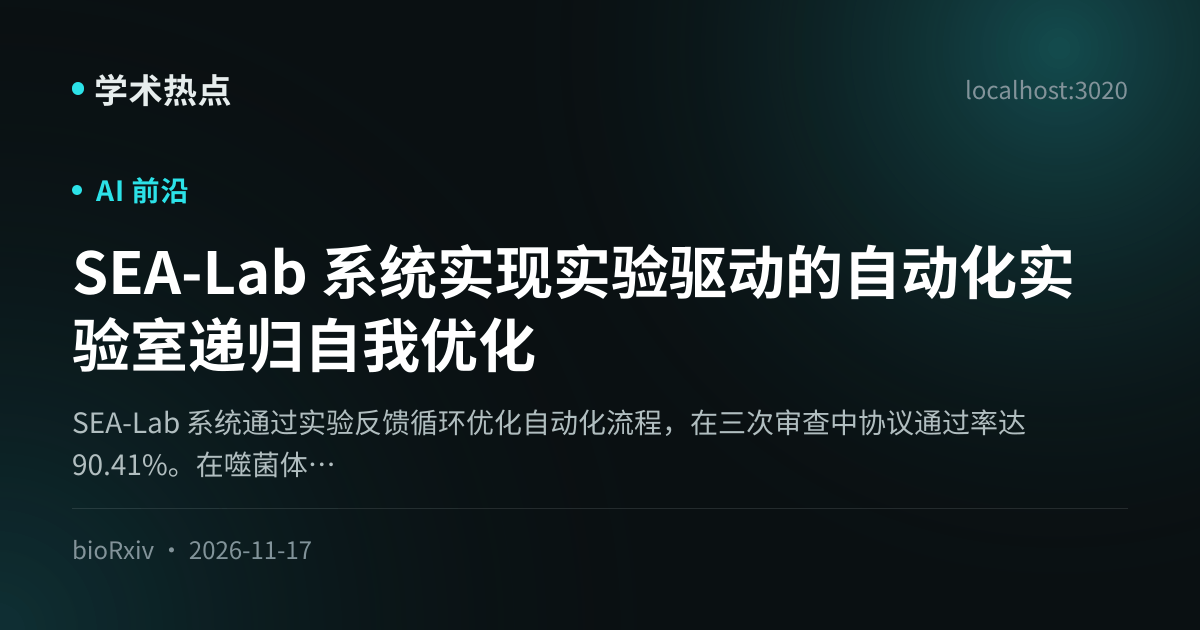 学术热点
localhost:3020
AI 前沿
SEA-Lab 系统实现实验驱动的自动化实
验室递归自我优化
SEA-Lab 系统通过实验反馈循环优化自动化流程，在三次审查中协议通过率达
90.41%。在噬菌体…
bioRxiv · 2026-11-17